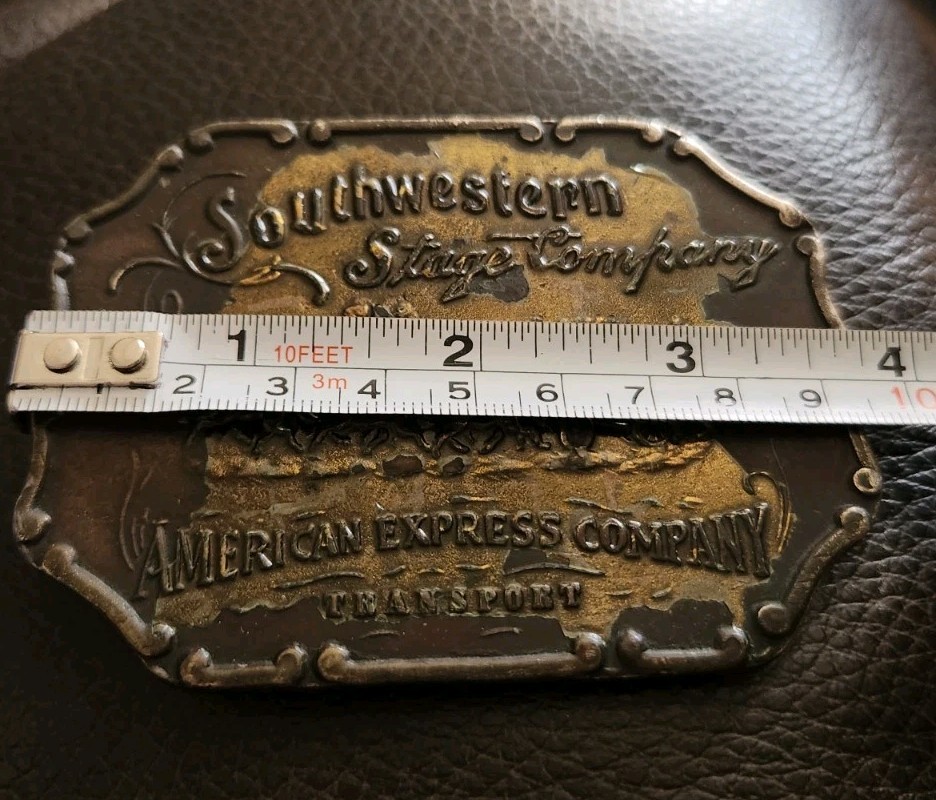 Southwestern
Stage Company
1 10FEET 2 3 4
1 2 3 3m 4 5 6 7 8 9 10
AMERICAN EXPRESS COMPANY
TRANSPORT